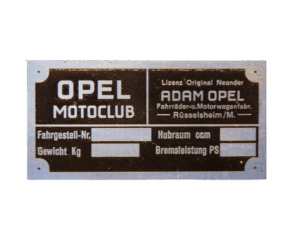 OPEL
MOTOCLUB
Lizenz Original Neander
ADAM OPEL
Fahrräder-u.Motorwagenfabr.
Rüsselsheim/M.
Fahrgestell-Nr.
Hubraum ccm
Gewicht Kg
Bremsleistung PS